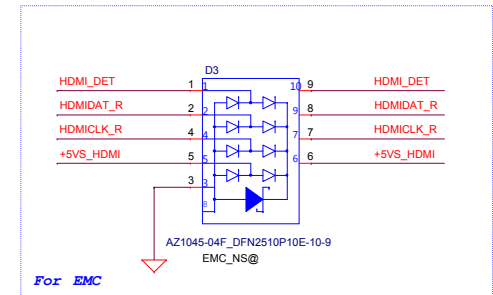 D3
HDMI_DET 1 1 10 9 HDMI_DET
HDMIDAT_R 2 2 9 8 HDMIDAT_R
HDMICLK_R 4 4 7 7 HDMICLK_R
+5VS_HDMI 5 5 6 6 +5VS_HDMI
3 3
8
AZ1045-04F_DFN2510P10E-10-9
EMC_NS@
For EMC